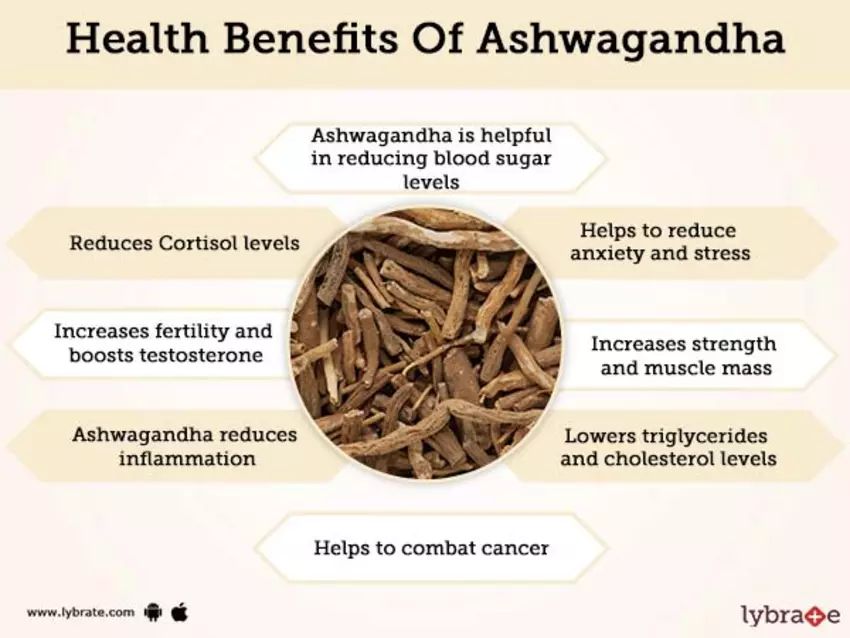 Health Benefits Of Ashwagandha
Ashwagandha is helpful
in reducing blood sugar
levels
Reduces Cortisol levels
Helps to reduce
anxiety and stress
Increases fertility and
boosts testosterone
Increases strength
and muscle mass
Ashwagandha reduces
inflammation
Lowers triglycerides
and cholesterol levels
Helps to combat cancer
www.lybrate.com
lybrate